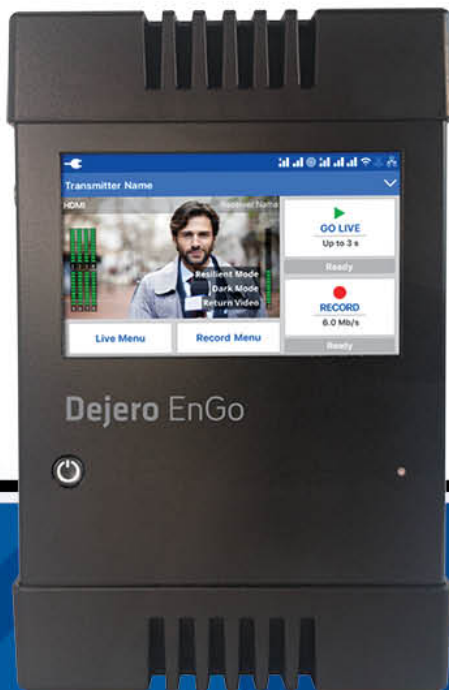 Transmitter Name
HDMI
Receiver Name
Resilient Mode
Dark Mode
Return Video
GO LIVE
Up to 3 s
Ready
RECORD
6.0 Mb/s
Ready
Live Menu
Record Menu
Dejero EnGo